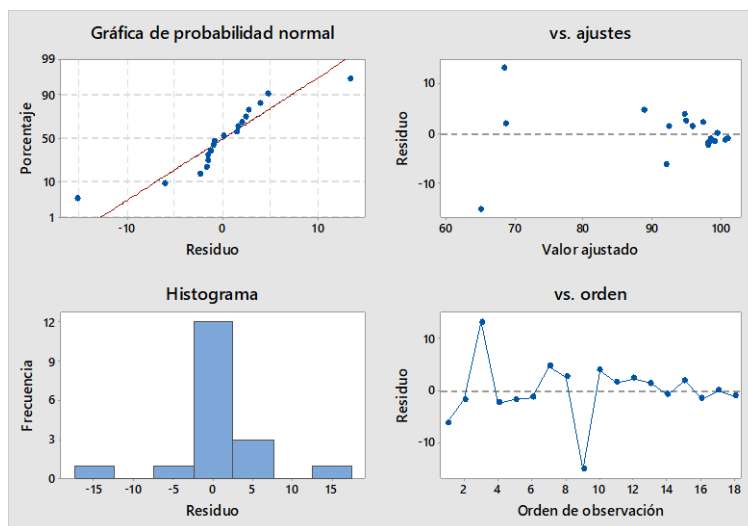 Gráfica de probabilidad normal
99
90
50
10
1
Porcentaje
-10 0 10
Residuo
vs. ajustes
10
0
-10
Residuo
60 70 80 90 100
Valor ajustado
Histograma
12
9
6
3
0
Frecuencia
-15 -10 -5 0 5 10 15
Residuo
vs. orden
10
0
-10
Residuo
2 4 6 8 10 12 14 16 18
Orden de observación